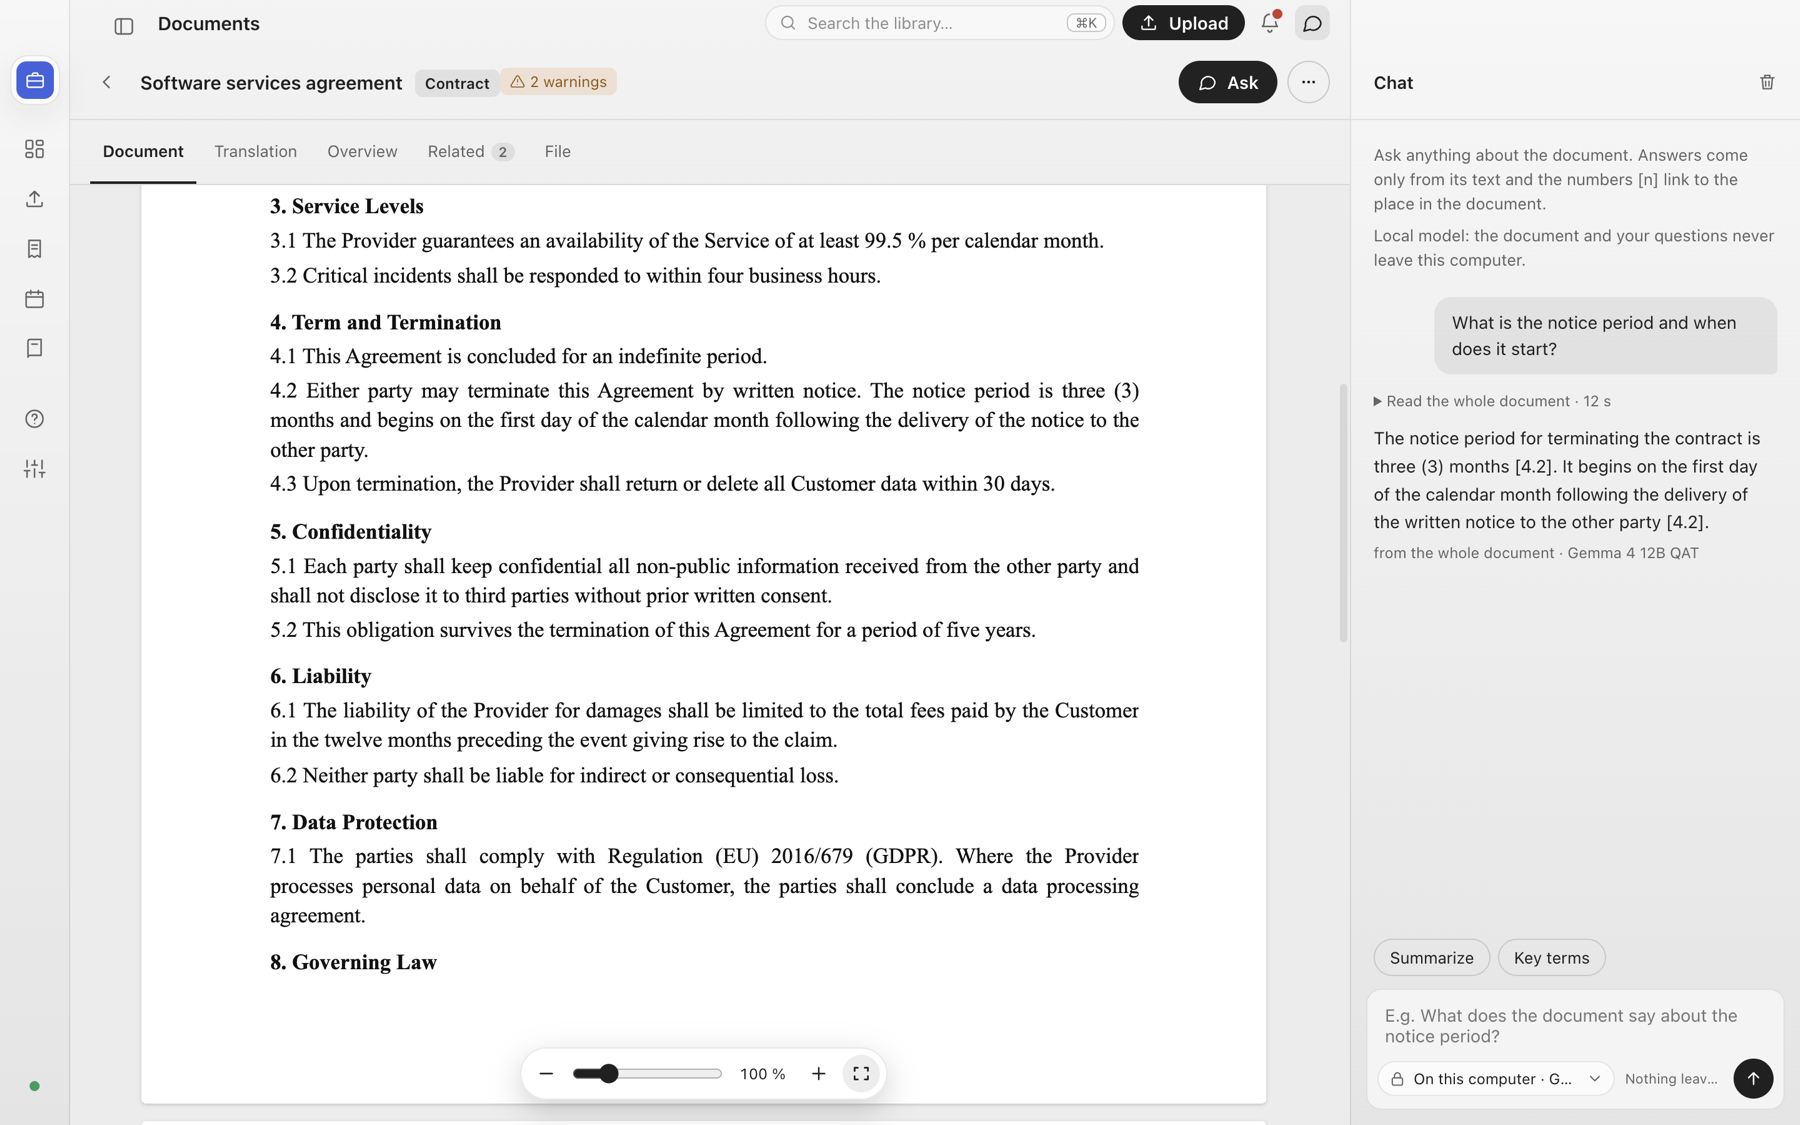 Documents
Search the library...
⌘K
Upload
Software services agreement
Contract
2 warnings
Ask
Document
Translation
Overview
Related 2
File
3. Service Levels
3.1 The Provider guarantees an availability of the Service of at least 99.5 % per calendar month.
3.2 Critical incidents shall be responded to within four business hours.
4. Term and Termination
4.1 This Agreement is concluded for an indefinite period.
4.2 Either party may terminate this Agreement by written notice. The notice period is three (3)
months and begins on the first day of the calendar month following the delivery of the notice to the
other party.
4.3 Upon termination, the Provider shall return or delete all Customer data within 30 days.
5. Confidentiality
5.1 Each party shall keep confidential all non-public information received from the other party and
shall not disclose it to third parties without prior written consent.
5.2 This obligation survives the termination of this Agreement for a period of five years.
6. Liability
6.1 The liability of the Provider for damages shall be limited to the total fees paid by the Customer
in the twelve months preceding the event giving rise to the claim.
6.2 Neither party shall be liable for indirect or consequential loss.
7. Data Protection
7.1 The parties shall comply with Regulation (EU) 2016/679 (GDPR). Where the Provider
processes personal data on behalf of the Customer, the parties shall conclude a data processing
agreement.
8. Governing Law
100 %
Chat
Ask anything about the document. Answers come
only from its text and the numbers [n] link to the
place in the document.
Local model: the document and your questions never
leave this computer.
What is the notice period and when
does it start?
Read the whole document · 12 s
The notice period for terminating the contract is
three (3) months [4.2]. It begins on the first day
of the calendar month following the delivery of
the written notice to the other party [4.2].
from the whole document · Gemma 4 12B QAT
Summarize
Key terms
E.g. What does the document say about the
notice period?
On this computer · G...
Nothing leav...